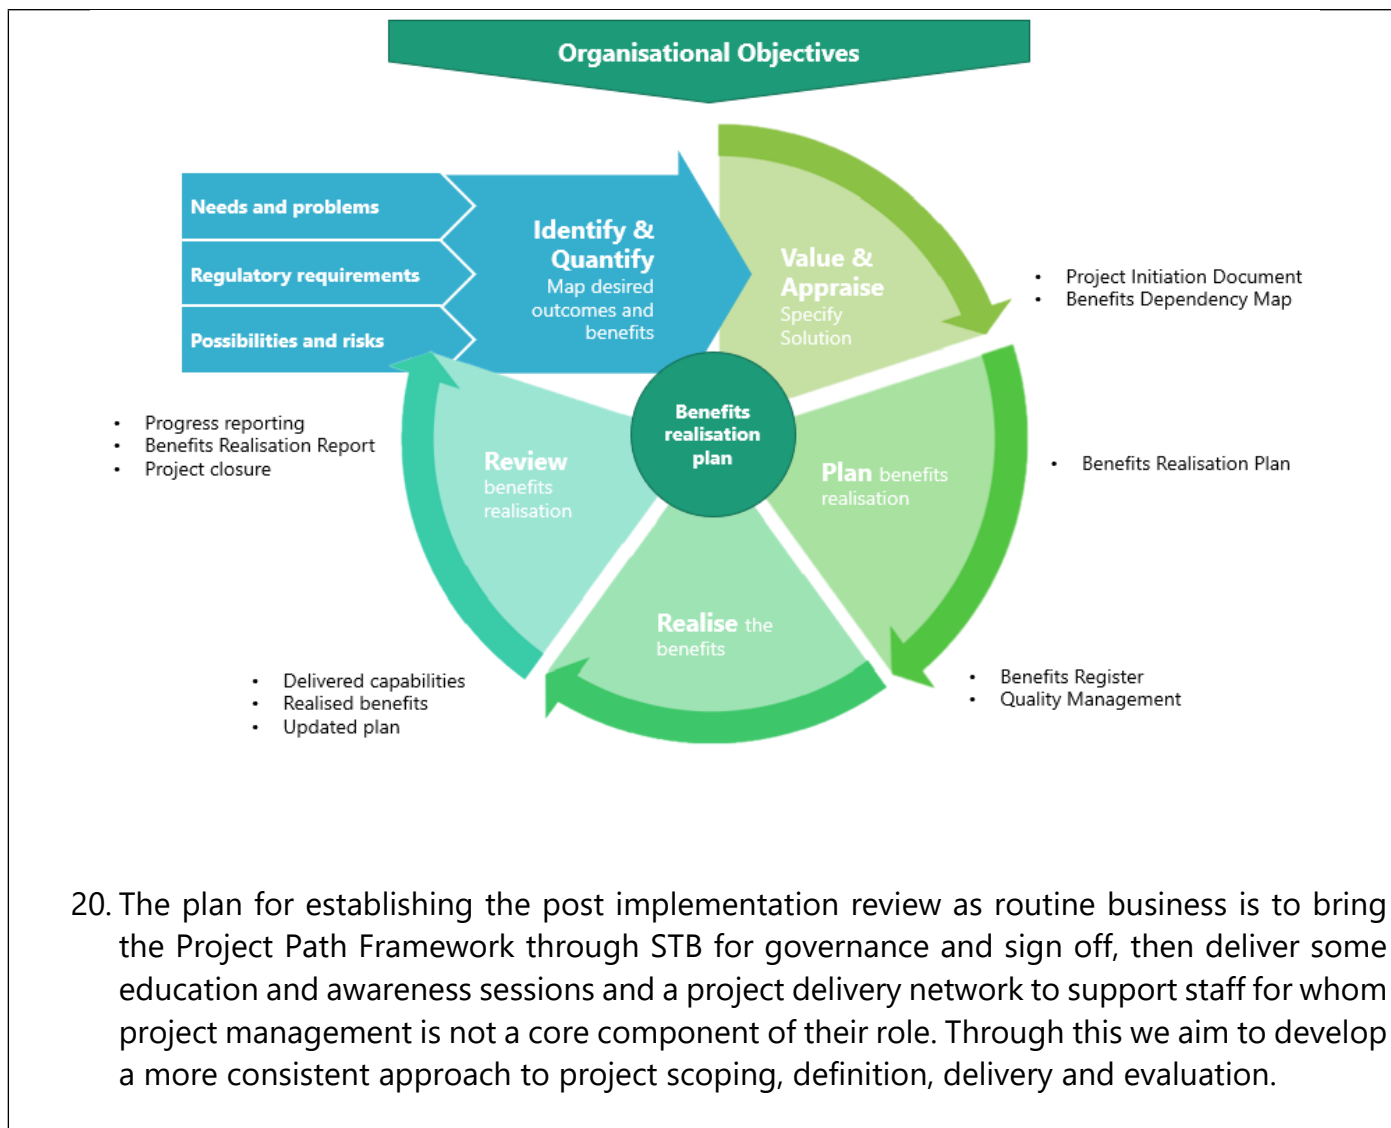 Organisational Objectives
Needs and problems
Regulatory requirements
Possibilities and risks
Identify &
Quantify
Map desired
outcomes and
benefits
Value &
Appraise
Specify
Solution
• Project Initiation Document
• Benefits Dependency Map
Benefits
realisation
plan
Plan benefits
realisation
• Benefits Realisation Plan
• Benefits Register
• Quality Management
Realise the
benefits
• Delivered capabilities
• Realised benefits
• Updated plan
Review
benefits
realisation
• Progress reporting
• Benefits Realisation Report
• Project closure
20. The plan for establishing the post implementation review as routine business is to bring
the Project Path Framework through STB for governance and sign off, then deliver some
education and awareness sessions and a project delivery network to support staff for whom
project management is not a core component of their role. Through this we aim to develop
a more consistent approach to project scoping, definition, delivery and evaluation.